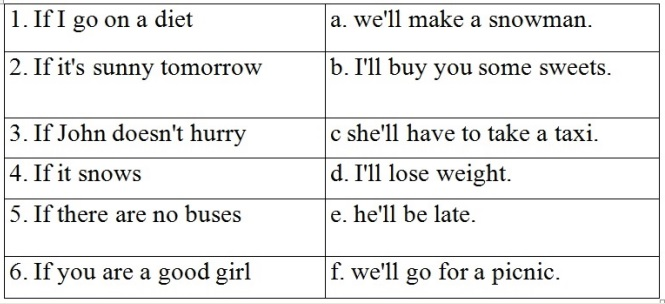 1. If I go on a diet
a. we'll make a snowman.
2. If it's sunny tomorrow
b. I'll buy you some sweets.
3. If John doesn't hurry
c she'll have to take a taxi.
4. If it snows
d. I'll lose weight.
5. If there are no buses
e. he'll be late.
6. If you are a good girl
f. we'll go for a picnic.